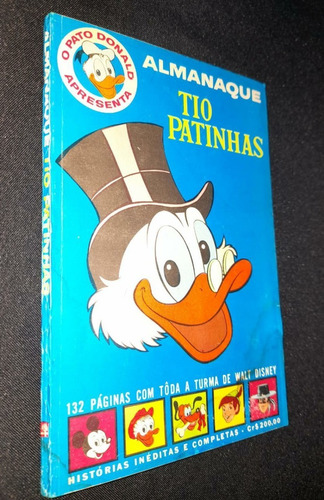 O PATO DONALD
APRESENTA
ALMANAQUE
TIO
PATINHAS
132 PÁGINAS COM TÔDA A TURMA DE WALT DISNEY
HISTÓRIAS INÉDITAS E COMPLETAS - Cr$200,00
ALMANAQUE TIO PATINHAS